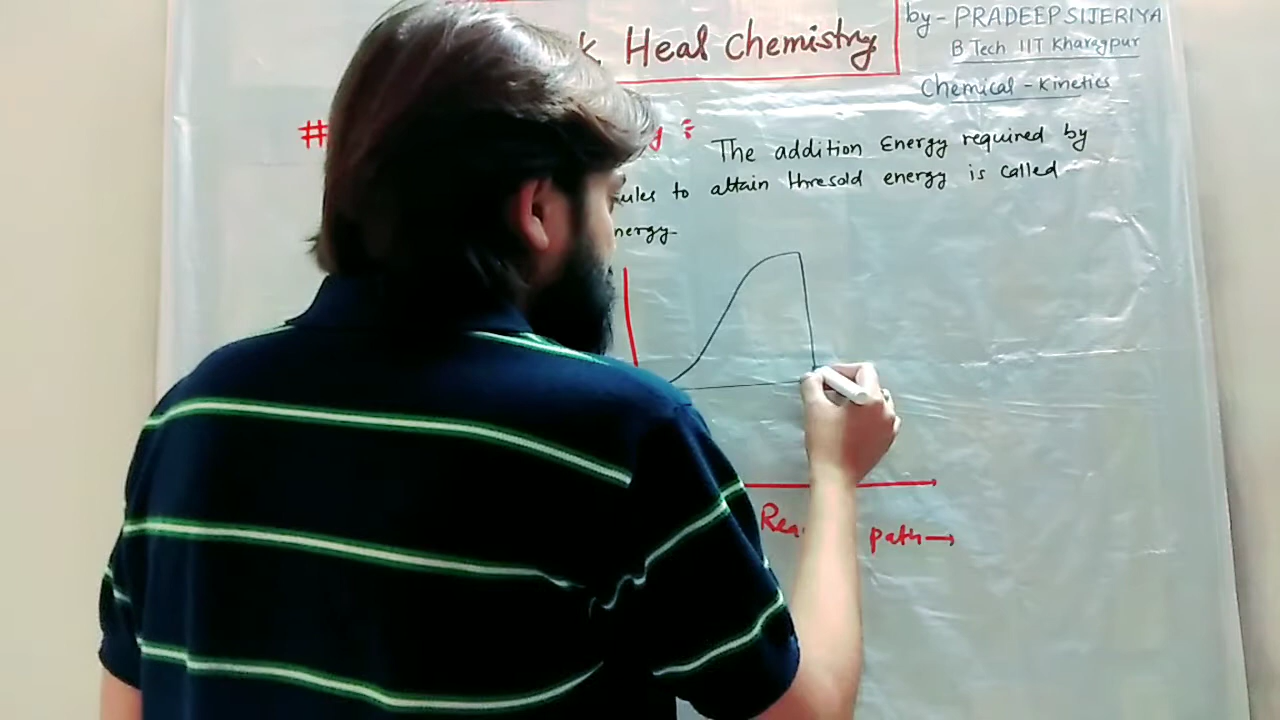 Heal Chemistry
by- PRADEEP SIJERIYA
B Tech IIT Kharagpur
Chemical - Kinetics
# : The addition Energy required by
ules to attain thresold energy is called
nergy
path→